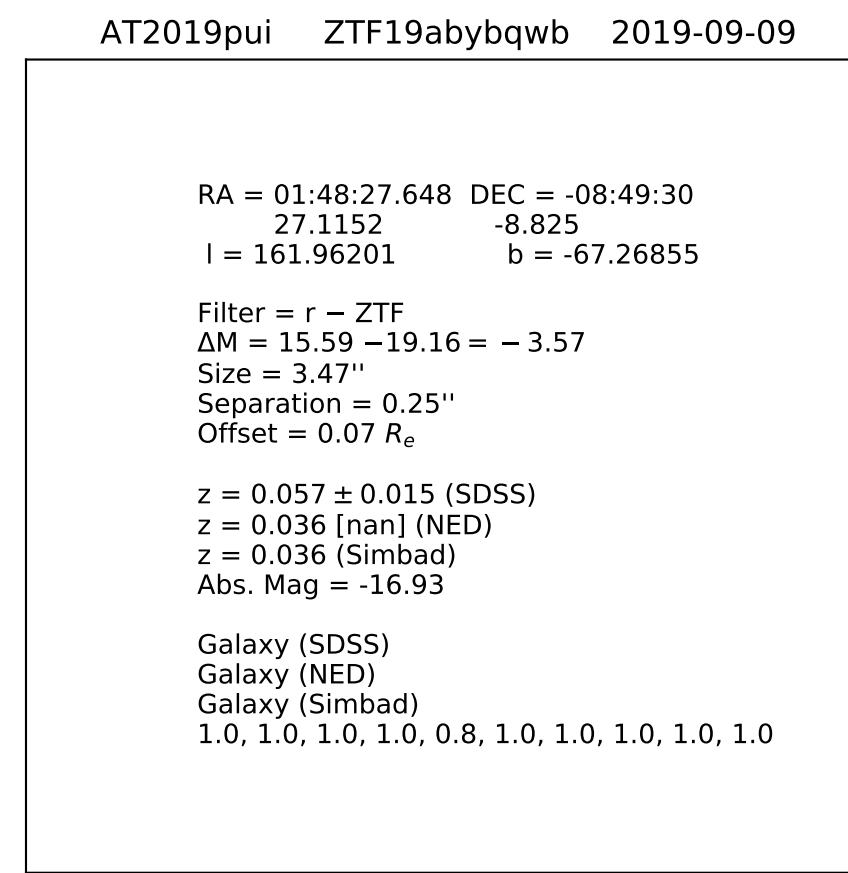 AT2019pui ZTF19abybqwb 2019-09-09
RA = 01:48:27.648 DEC = -08:49:30
27.1152 -8.825
l = 161.96201 b = -67.26855
Filter = r − ZTF
ΔM = 15.59 −19.16 = − 3.57
Size = 3.47''
Separation = 0.25''
Offset = 0.07 Re
z = 0.057 ± 0.015 (SDSS)
z = 0.036 [nan] (NED)
z = 0.036 (Simbad)
Abs. Mag = -16.93
Galaxy (SDSS)
Galaxy (NED)
Galaxy (Simbad)
1.0, 1.0, 1.0, 1.0, 0.8, 1.0, 1.0, 1.0, 1.0, 1.0